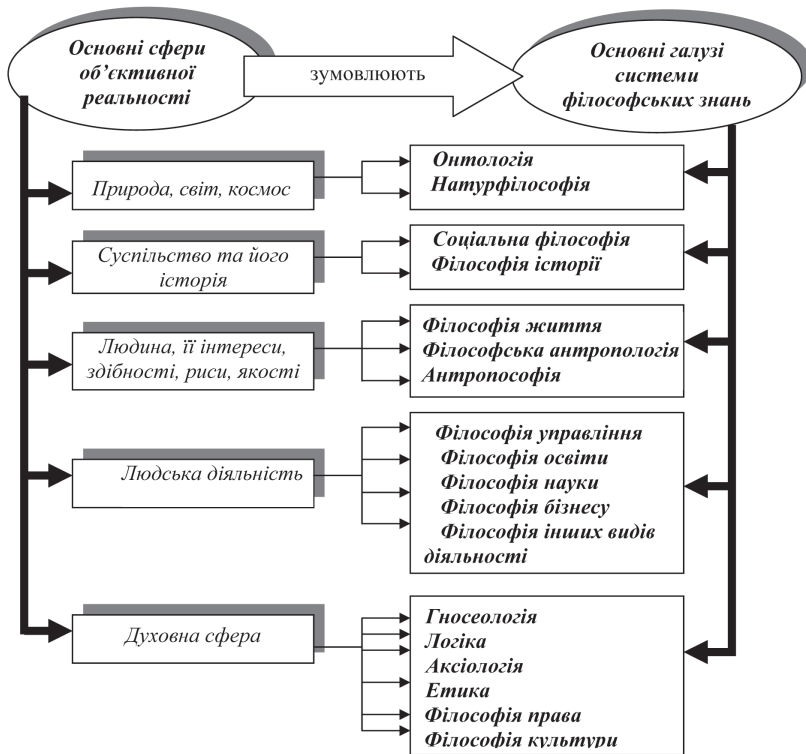 Основні сфери
об’єктивної
реальності
зумовлюють
Основні галузі
системи
філософських знань
Природа, світ, космос
Онтологія
Натурфілософія
Суспільство та його
історія
Соціальна філософія
Філософія історії
Людина, її інтереси,
здібності, риси, якості
Філософія життя
Філософська антропологія
Антропософія
Людська діяльність
Філософія управління
Філософія освіти
Філософія науки
Філософія бізнесу
Філософія інших видів
діяльності
Духовна сфера
Гносеологія
Логіка
Аксіологія
Етика
Філософія права
Філософія культури